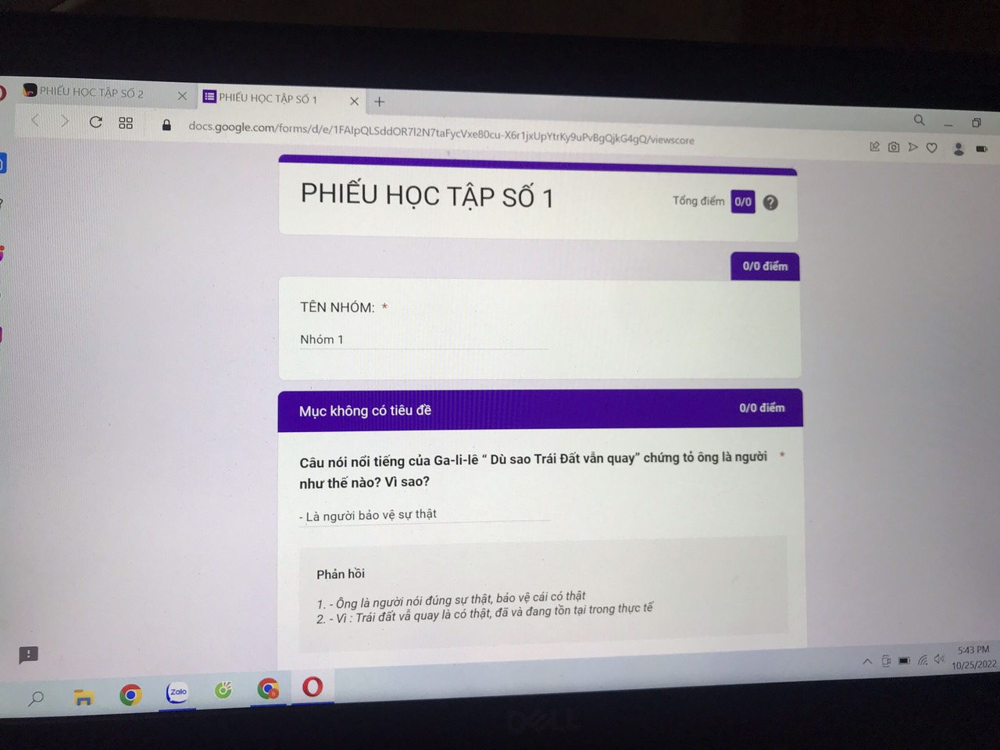 PHIẾU HỌC TẬP SỐ 2
PHIẾU HỌC TẬP SỐ 1
docs.google.com/forms/d/e/1FAIpQLSddOR7l2N7taFycVxe80cu-X6r1jxUpYtrKy9uPvBgQjkG4gQ/viewscore
PHIẾU HỌC TẬP SỐ 1
Tổng điểm 0/0 ?
0/0 điểm
TÊN NHÓM: *
Nhóm 1
Mục không có tiêu đề
0/0 điểm
Câu nói nổi tiếng của Ga-li-lê “ Dù sao Trái Đất vẫn quay” chứng tỏ ông là người *
như thế nào? Vì sao?
- Là người bảo vệ sự thật
Phản hồi
1. - Ông là người nói đúng sự thật, bảo vệ cái có thật
2. - Vì : Trái đất vẫ quay là có thật, đã và đang tồn tại trong thực tế
Zalo
5:43 PM
10/25/2022
DELL